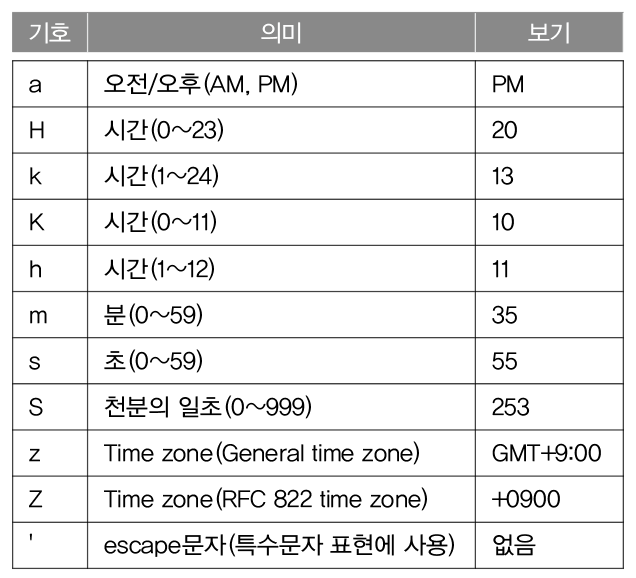 기호 의미 보기
a 오전/오후(AM, PM) PM
H 시간(0~23) 20
k 시간(1~24) 13
K 시간(0~11) 10
h 시간(1~12) 11
m 분(0~59) 35
s 초(0~59) 55
S 천분의 일초(0~999) 253
z Time zone(General time zone) GMT+9:00
Z Time zone(RFC 822 time zone) +0900
' escape문자(특수문자 표현에 사용) 없음